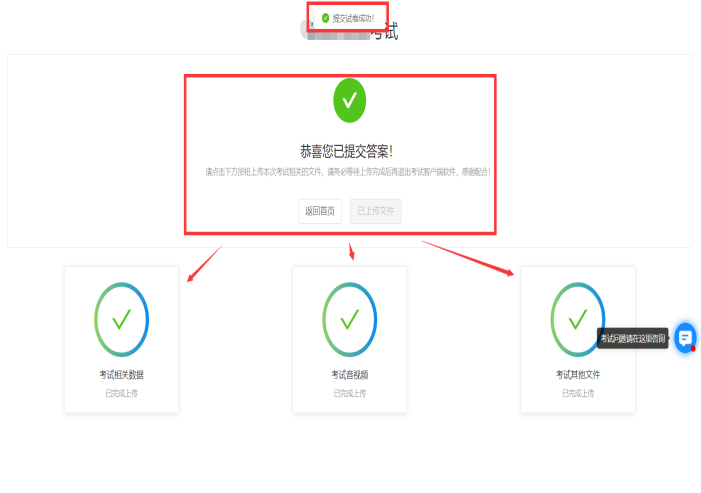 提交试卷成功！
考试
恭喜您已提交答案！
请点击下方按钮上传本次考试相关的文件，请务必等待上传完成后再退出考试客户端软件，感谢配合！
返回首页
已上传文件
考试问题请在这里咨询
考试相关数据
考试音视频
考试其他文件
已完成上传
已完成上传
已完成上传